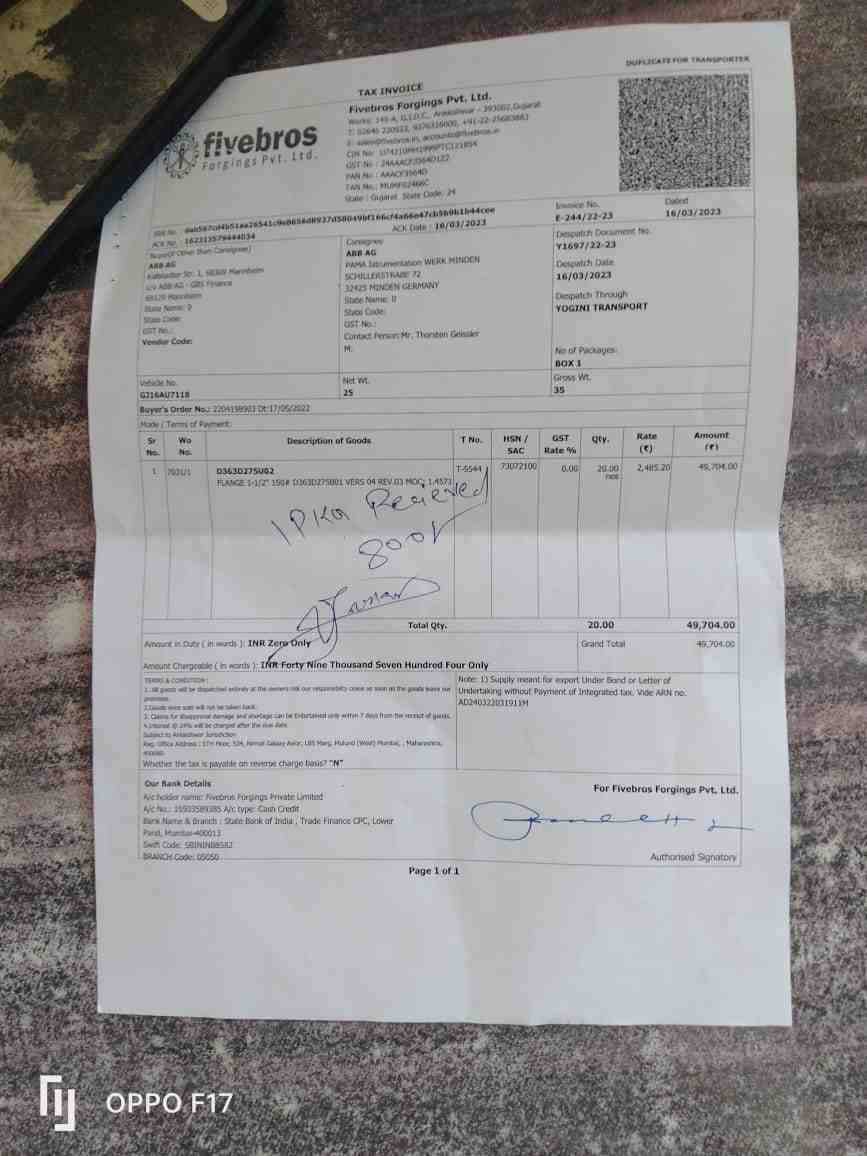 DUPLICATE FOR TRANSPORTER
TAX INVOICE
fivebros
Forgings Pvt. Ltd.
Fivebros Forgings Pvt. Ltd.
Works: 149-A, G.I.D.C., Ankleshwar - 393002,Gujarat
T: 02646 220522, 9376316000, +91-22-25683883
E: sales@fivebros.in, accounts@fivebros.in
CIN No:
GST No : 24AAACF3564D1Z2
PAN No : AAACF3564D
TAN No.: MUMF02466C
State : Gujarat State Code: 24
IRN No.
ACK No : 162313579444034
ACK Date : 16/03/2023
Invoice No.
E-244/22-23
Dated
16/03/2023
Buyer(if Other than Consignee)
ABB AG
Kallstadter Str. 1, 68309 Mannheim
c/o ABB AG - GBS Finance
68129 Mannheim
State Name: 0
State Code:
GST No.:
Vendor Code:
Consignee
ABB AG
PAMA Istrumentation WERK MINDEN
SCHILLERSTRAßE 72
32425 MINDEN GERMANY
State Name: 0
State Code:
GST No.:
Contact Person:Mr. Thorsten Geissler
M:
Despatch Document No.
Y1697/22-23
Despatch Date
16/03/2023
Despatch Through
YOGINI TRANSPORT
No of Packages:
BOX 1
Vehicle No.
GJ16AU7118
Net Wt.
25
Gross Wt.
35
Buyer's Order No.: 2204198903 Dt:17/05/2022
Mode / Terms of Payment:
Sr No. Wo No. Description of Goods T No. HSN / SAC GST Rate % Qty. Rate (₹) Amount (₹)
1 702U1 D363D275U02 T-5544 73072100 0.00 20.00 nos 2,485.20 49,704.00
FLANGE 1-1/2" 150# D363D275B01 VERS 04 REV.03 MOC: 1.4571
1 PKG Received
800/
Total Qty. 20.00 49,704.00
Amount in Duty ( in words ): INR Zero Only
Grand Total 49,704.00
Amount Chargeable ( in words ): INR Forty Nine Thousand Seven Hundred Four Only
TERMS & CONDITION :
1. All goods will be dispatched entirely at the owners risk our responsibility cease as soon as the goods leave our
premises.
2.Goods once sold will not be taken back.
3. Claims for disapproval damage and shortage can be Entertained only within 7 days from the receipt of goods.
4.Interest @ 24% will be charged after the due date.
Subject to Ankleshwar Jurisdiction
Reg. Office Address : 5TH Floor, 524, Nirmal Galaxy Avior, LBS Marg, Mulund (West) Mumbai, , Maharashtra,
400080.
Whether the tax is payable on reverse charge basis? "N"
Note: 1) Supply meant for export Under Bond or Letter of
Undertaking without Payment of Integrated tax. Vide ARN no.
AD240322031911M
Our Bank Details
A/c holder name: Fivebros Forgings Private Limited
A/c No.: 10503589385 A/c type: Cash Credit
Bank Name & Branch : State Bank of India , Trade Finance CPC, Lower
Parel, Mumbai-400013
Swift Code: SBININBB582
BRANCH Code: 05050
For Fivebros Forgings Pvt. Ltd.
Authorised Signatory
Page 1 of 1
OPPO F17